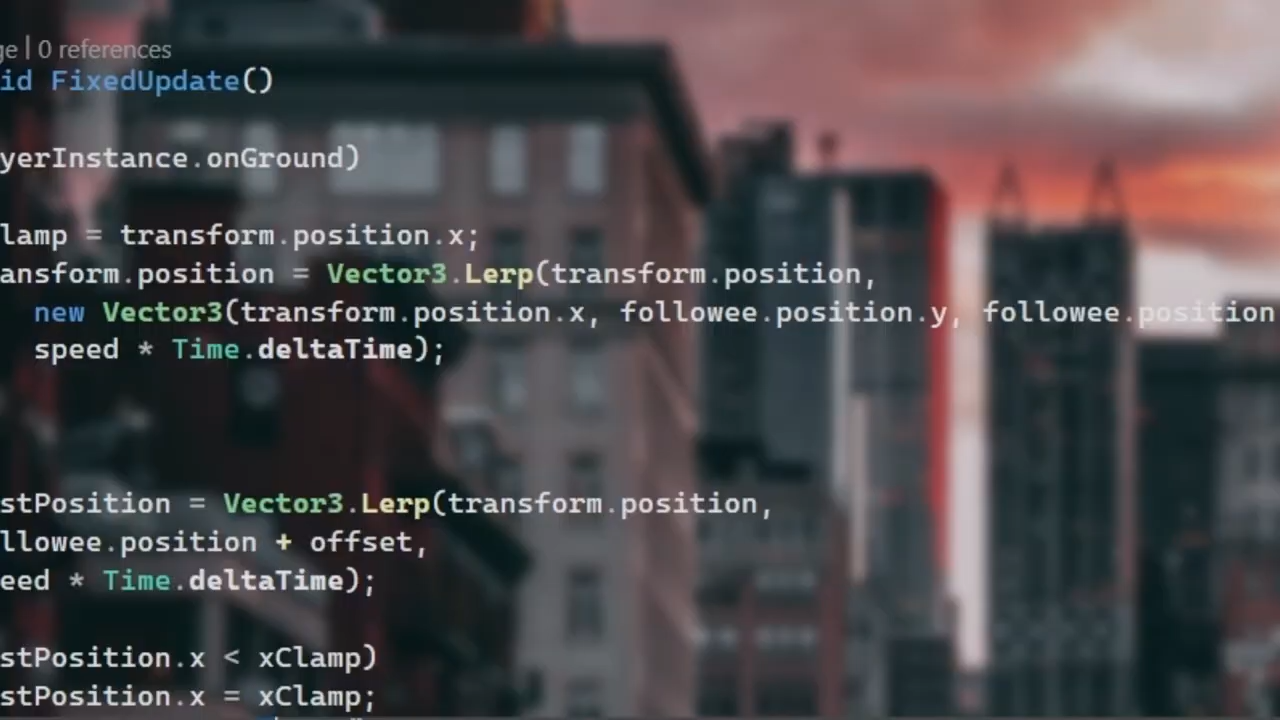 ge | 0 references
id FixedUpdate()
yerInstance.onGround)
lamp = transform.position.x;
ansform.position = Vector3.Lerp(transform.position,
new Vector3(transform.position.x, followee.position.y, followee.position
speed * Time.deltaTime);
stPosition = Vector3.Lerp(transform.position,
llowee.position + offset,
eed * Time.deltaTime);
stPosition.x < xClamp)
stPosition.x = xClamp;